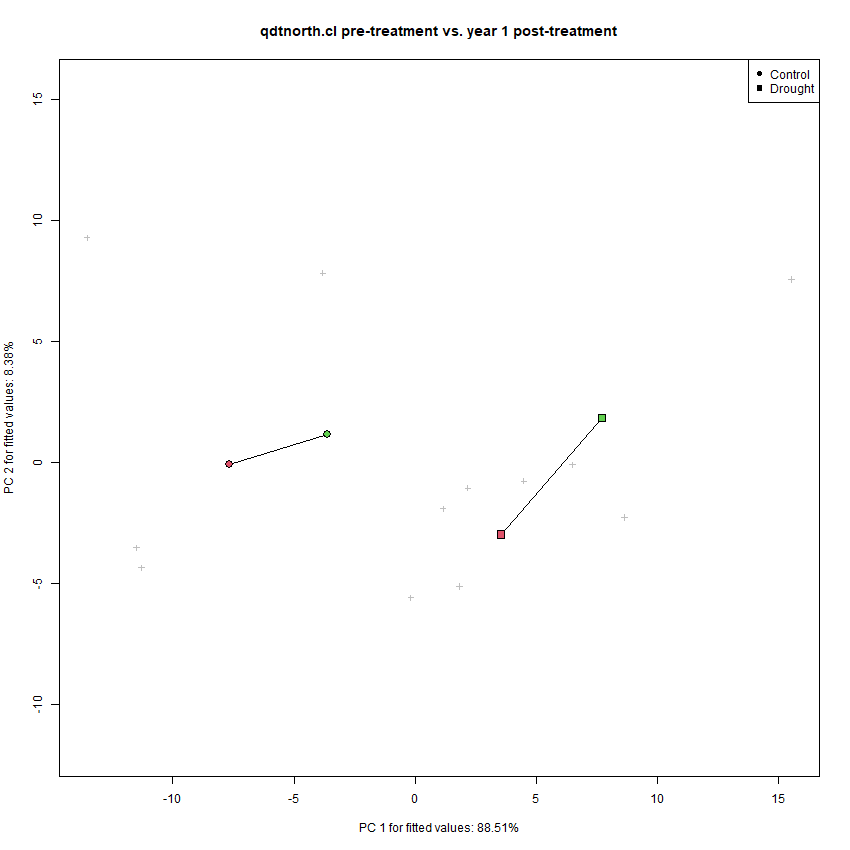 qdtnorth.cl pre-treatment vs. year 1 post-treatment
Control
Drought
15
10
5
0
-5
-10
PC 2 for fitted values: 8.38%
-10
-5
0
5
10
15
PC 1 for fitted values: 88.51%